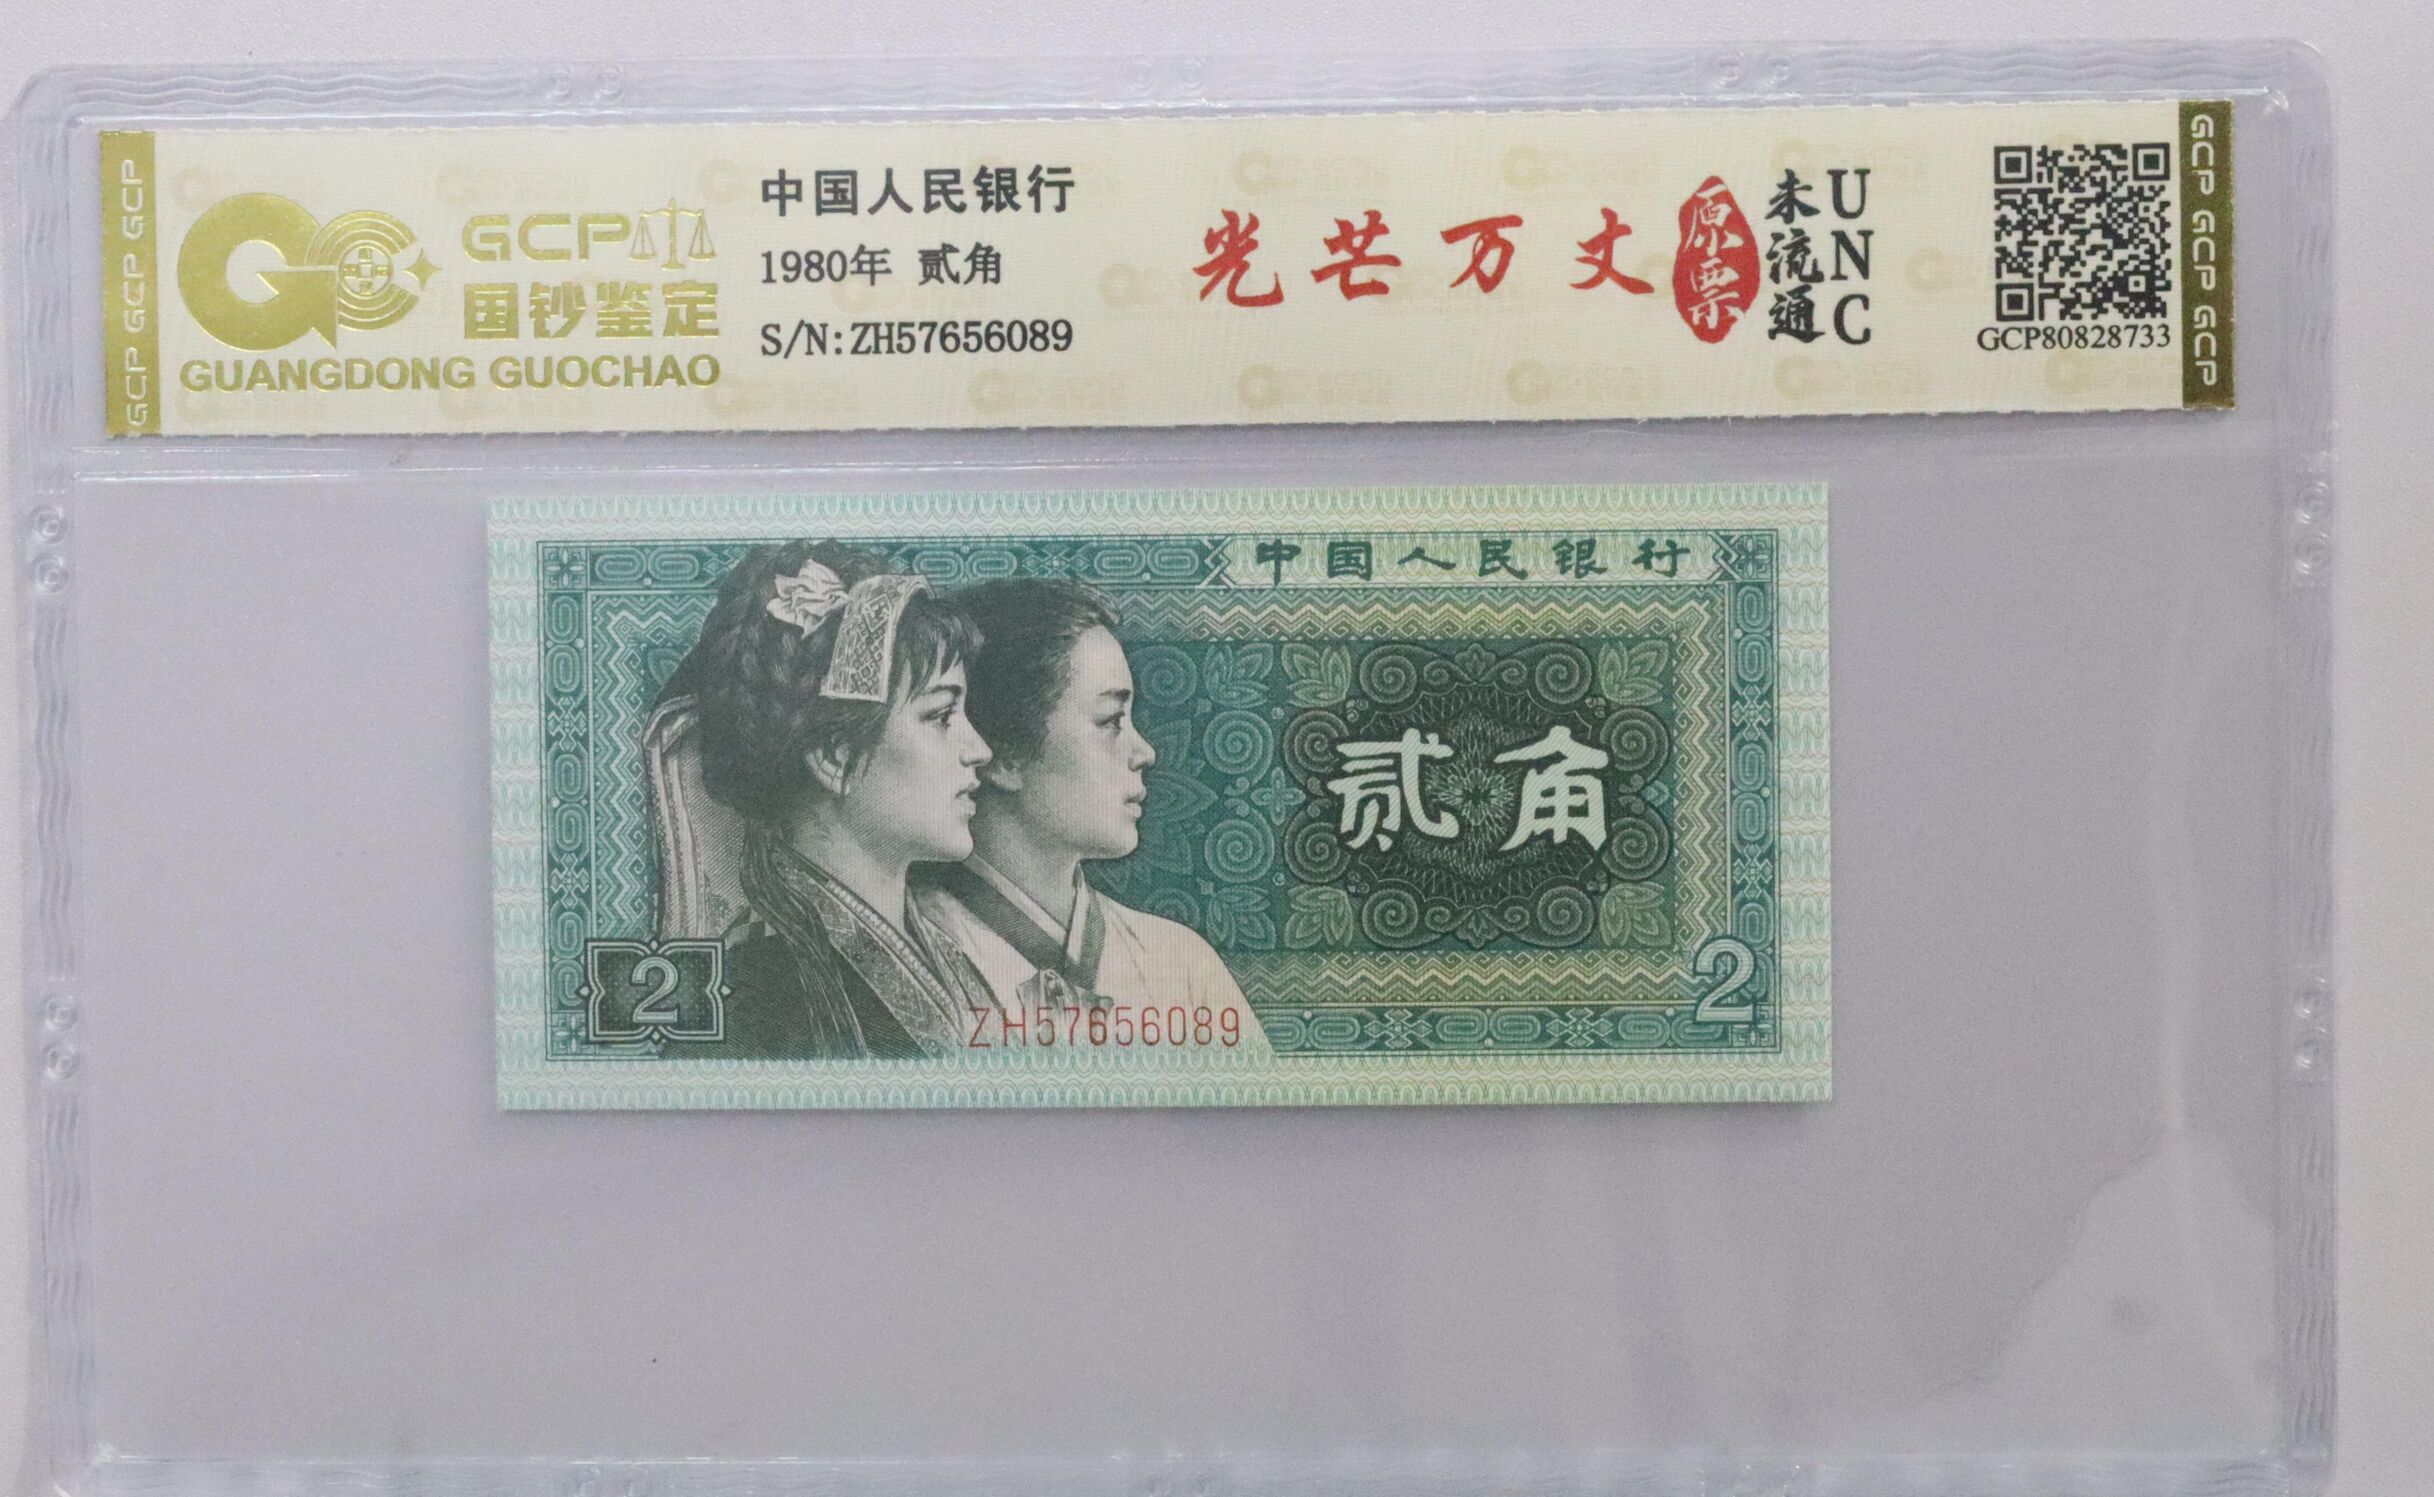 GCP GCP GCP
GCP
国钞鉴定
GUANGDONG GUOCHAO
中国人民银行
1980年 贰角
S/N:ZH57656089
光芒万丈
原票
未流通
UNC
GCP80828733
GCP GCP GCP
中国人民银行
贰角
2
2
ZH57656089